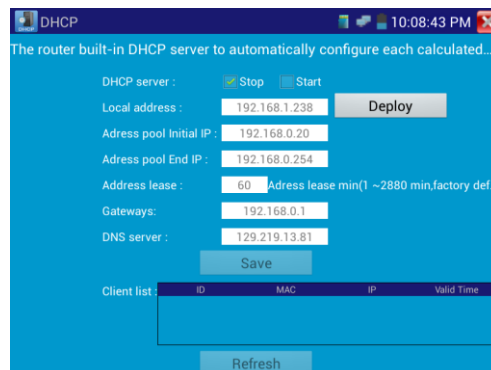 DHCP 10:08:43 PM
The router built-in DHCP server to automatically configure each calculated...
DHCP server : Stop Start
Local address : 192.168.1.238 Deploy
Adress pool Initial IP : 192.168.0.20
Adress pool End IP : 192.168.0.254
Address lease : 60 Adress lease min(1 ~2880 min,factory def.
Gateways: 192.168.0.1
DNS server : 129.219.13.81
Save
Client list : ID MAC IP Valid Time
Refresh